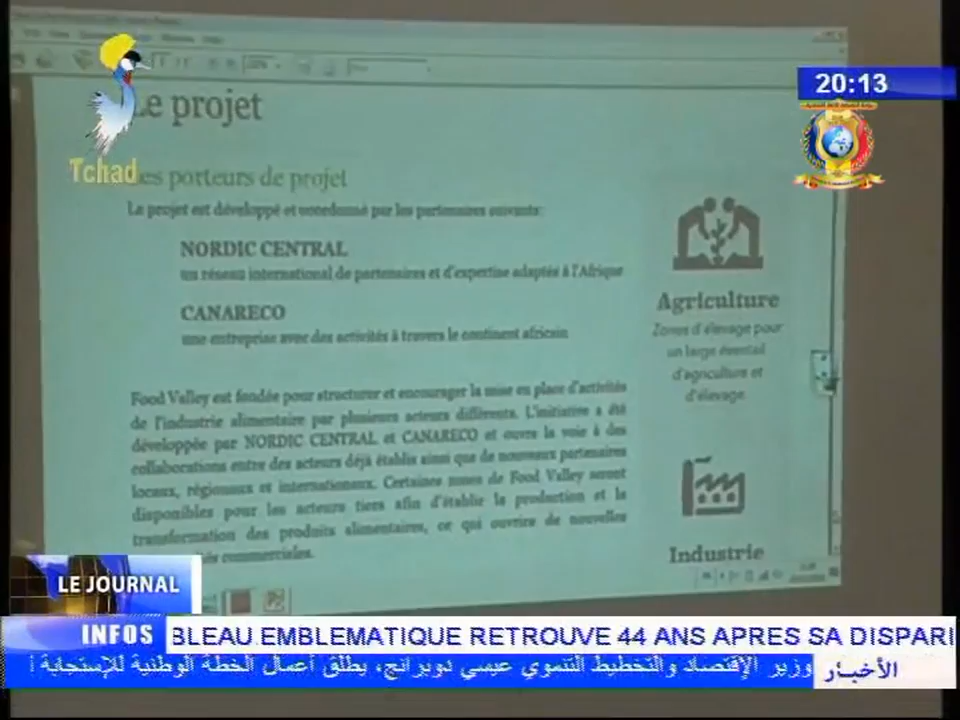 20:13
Tchad
Le projet
Les porteurs de projet
Le projet est développé et coordonné par les partenaires suivants:
NORDIC CENTRAL
un réseau international de partenaires et d'expertise adaptés à l'Afrique
CANARECO
une entreprise avec des activités à travers le continent africain
Food Valley est fondée pour structurer et encourager la mise en place d'activités
de l'industrie alimentaire par plusieurs acteurs différents. L'initiative a été
développée par NORDIC CENTRAL et CANARECO et ouvre la voie à des
collaborations entre des acteurs déjà établis ainsi que de nouveaux partenaires
locaux, régionaux et internationaux. Certaines zones de Food Valley seront
disponibles pour les acteurs tiers afin d'établir la production et la
transformation des produits alimentaires, ce qui ouvrira de nouvelles
commerciales.
Agriculture
Zones d'élevage pour
un large éventail
d'agriculture et
d'élevage.
Industrie
LE JOURNAL
INFOS
BLEAU EMBLEMATIQUE RETROUVE 44 ANS APRES SA DISPARI
الأخبار
وزير الإقتصاد والتخطيط التنموي عيسى دوبرانج، يطلق أعمال الخطة الوطنية للإستجابة